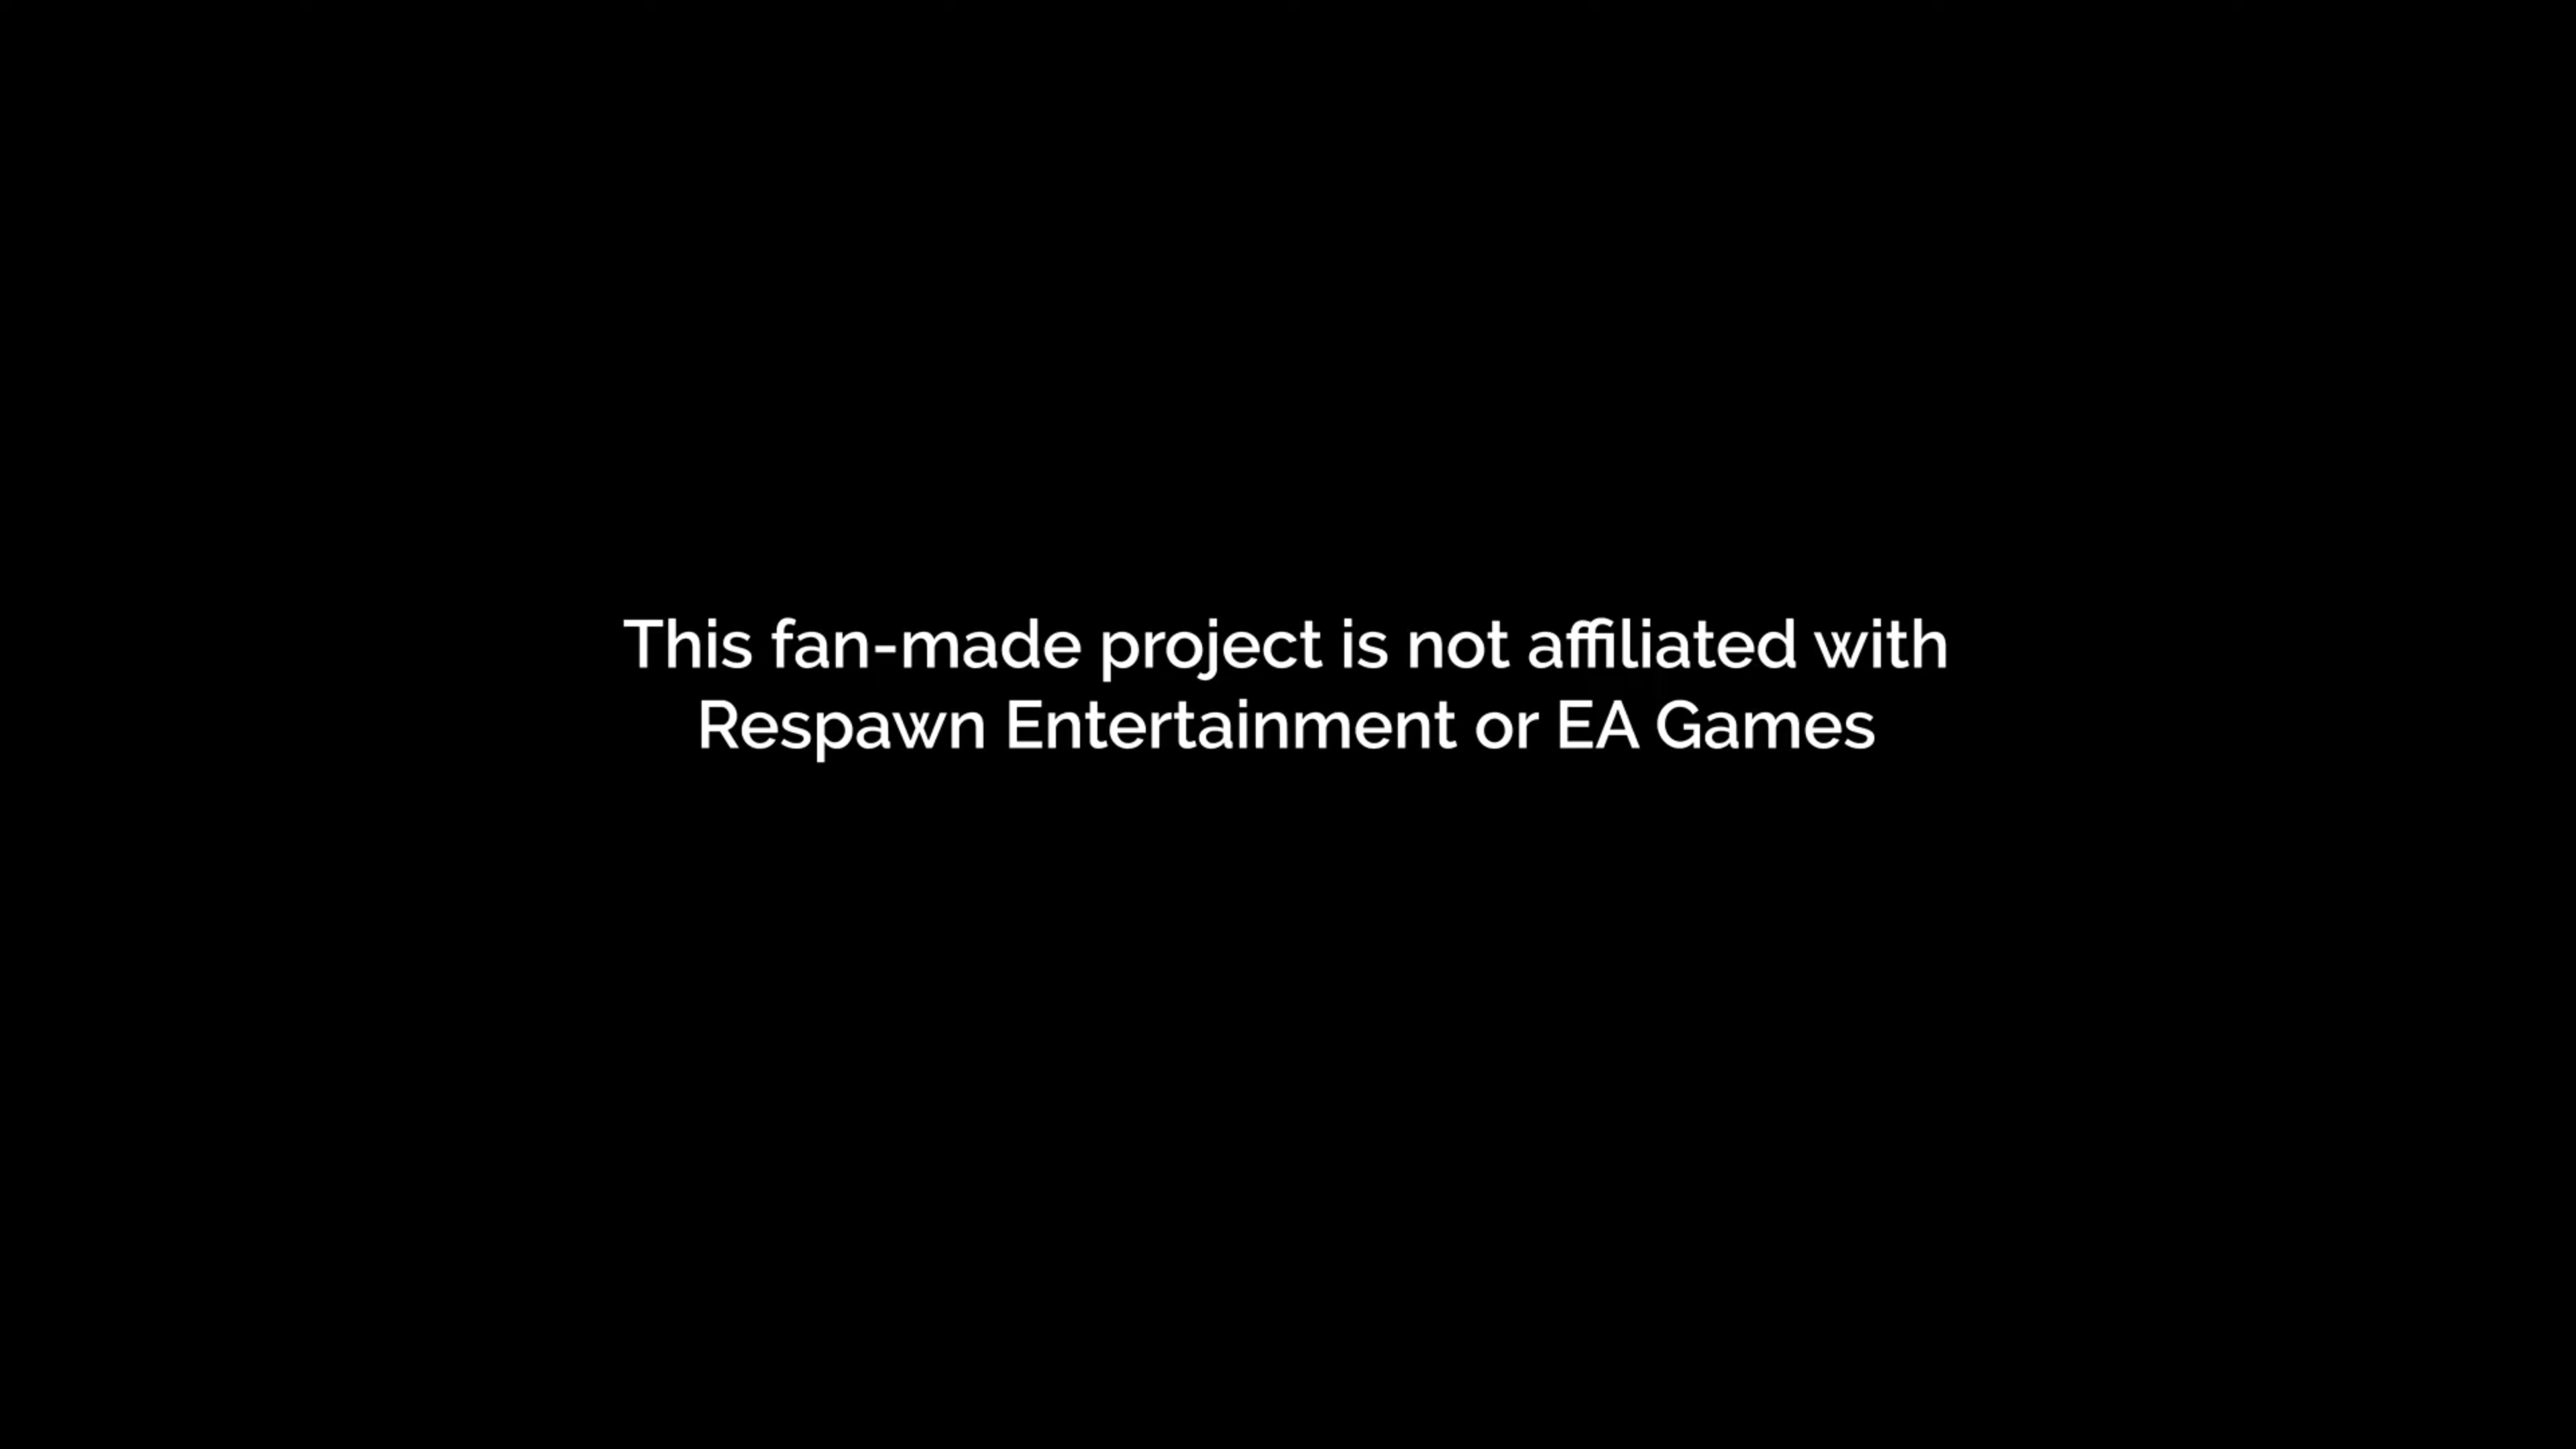 This fan-made project is not affiliated with
Respawn Entertainment or EA Games